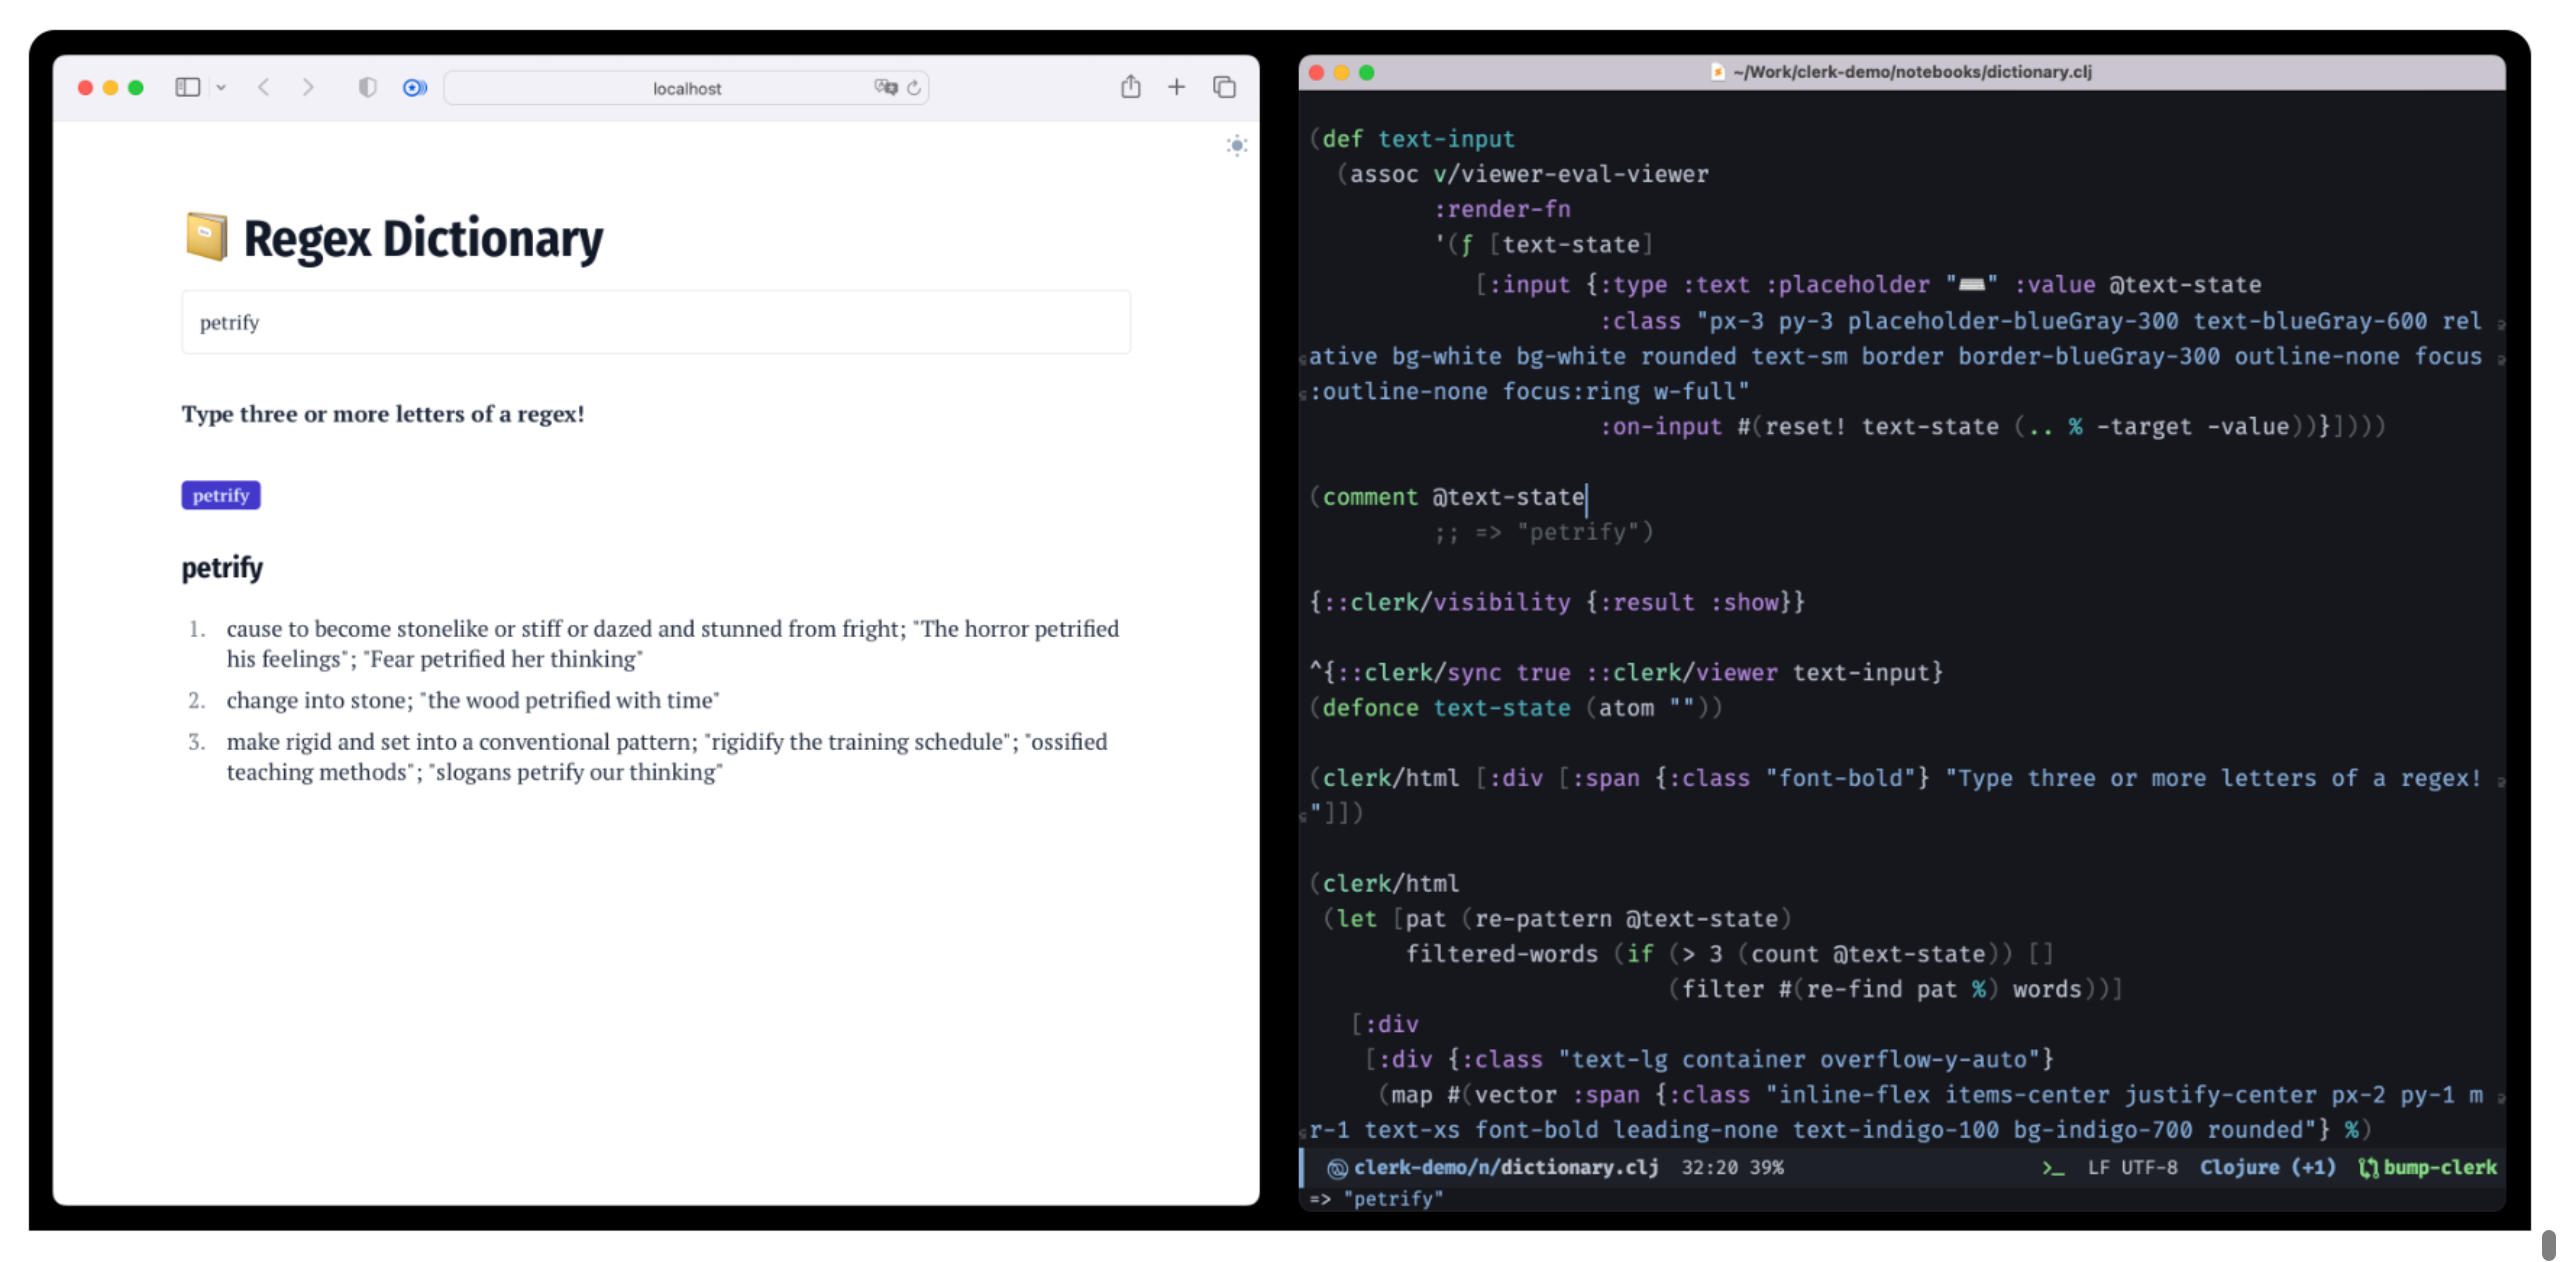 localhost
📒 Regex Dictionary
petrify
Type three or more letters of a regex!
petrify
petrify
1. cause to become stonelike or stiff or dazed and stunned from fright; "The horror petrified
his feelings"; "Fear petrified her thinking"
2. change into stone; "the wood petrified with time"
3. make rigid and set into a conventional pattern; "rigidify the training schedule"; "ossified
teaching methods"; "slogans petrify our thinking"
~/Work/clerk-demo/notebooks/dictionary.clj
(def text-input
(assoc v/viewer-eval-viewer
:render-fn
'(ƒ [text-state]
[:input {:type :text :placeholder "⌨️" :value @text-state
:class "px-3 py-3 placeholder-blueGray-300 text-blueGray-600 rel
ative bg-white bg-white rounded text-sm border border-blueGray-300 outline-none focus
:outline-none focus:ring w-full"
:on-input #(reset! text-state (.. % -target -value))}])))
(comment @text-state
;; => "petrify")
{::clerk/visibility {:result :show}}
^{::clerk/sync true ::clerk/viewer text-input}
(defonce text-state (atom ""))
(clerk/html [:div [:span {:class "font-bold"} "Type three or more letters of a regex!
"]])
(clerk/html
(let [pat (re-pattern @text-state)
filtered-words (if (> 3 (count @text-state)) []
(filter #(re-find pat %) words))]
[:div
[:div {:class "text-lg container overflow-y-auto"}
(map #(vector :span {:class "inline-flex items-center justify-center px-2 py-1 m
r-1 text-xs font-bold leading-none text-indigo-100 bg-indigo-700 rounded"} %)
clerk-demo/n/dictionary.clj 32:20 39% >_ LF UTF-8 Clojure (+1) bump-clerk
=> "petrify"